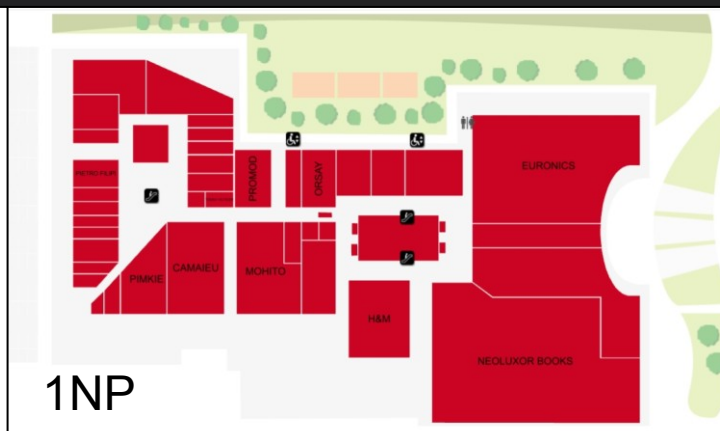 EURONICS
PIETRO FILIPI
PROMOD
ORSAY
PIMKIE
CAMAIEU
MOHITO
H&M
NEOLUXOR BOOKS
1NP